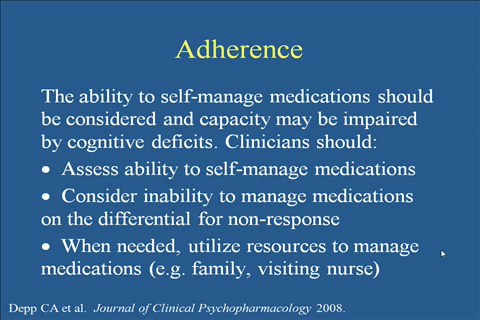 Adherence
The ability to self-manage medications should
be considered and capacity may be impaired
by cognitive deficits. Clinicians should:
• Assess ability to self-manage medications
• Consider inability to manage medications
on the differential for non-response
• When needed, utilize resources to manage
medications (e.g. family, visiting nurse)
Depp CA et al. Journal of Clinical Psychopharmacology 2008.